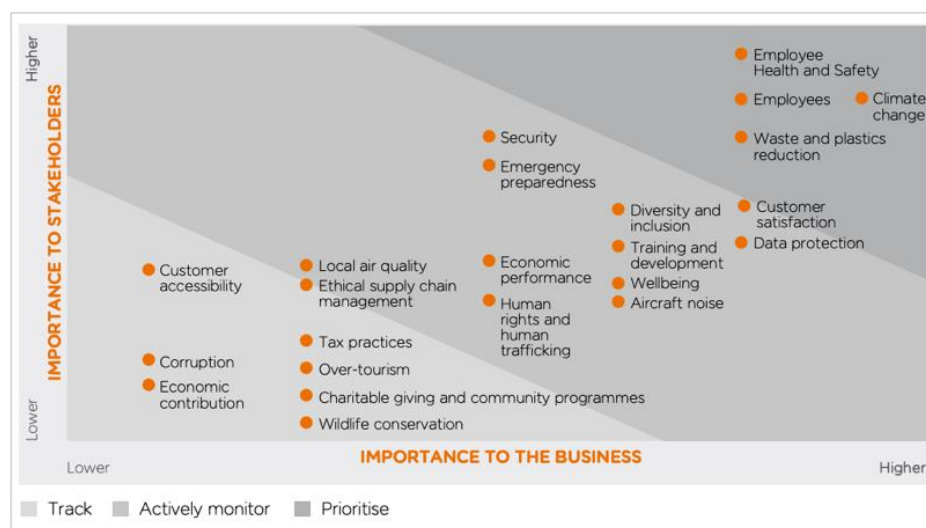 Higher
IMPORTANCE TO STAKEHOLDERS
Lower
Employee
Health and Safety
Employees
Climate
change
Waste and plastics
reduction
Security
Emergency
preparedness
Diversity and
inclusion
Customer
satisfaction
Training and
development
Data protection
Customer
accessibility
Local air quality
Ethical supply chain
management
Economic
performance
Wellbeing
Aircraft noise
Human
rights and
human
trafficking
Tax practices
Corruption
Over-tourism
Economic
contribution
Charitable giving and community programmes
Wildlife conservation
Lower
IMPORTANCE TO THE BUSINESS
Higher
Track
Actively monitor
Prioritise